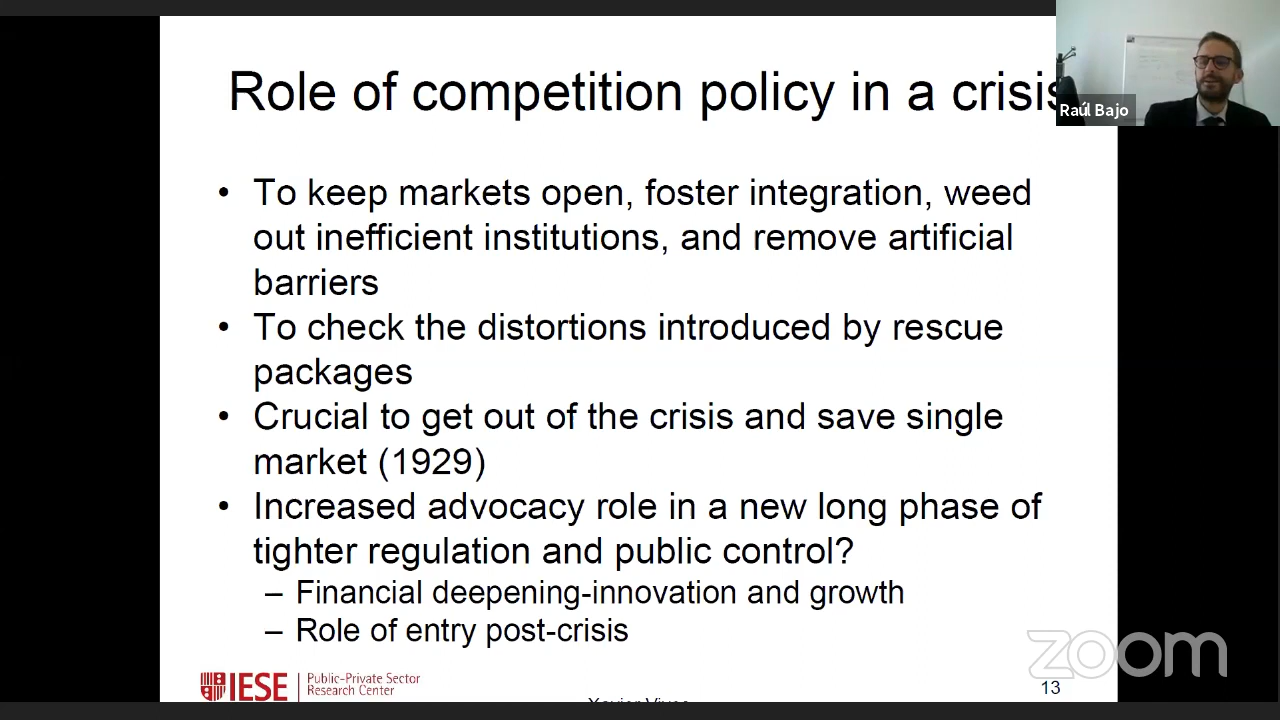 Role of competition policy in a crisis
Raúl Bajo
• To keep markets open, foster integration, weed
out inefficient institutions, and remove artificial
barriers
• To check the distortions introduced by rescue
packages
• Crucial to get out of the crisis and save single
market (1929)
• Increased advocacy role in a new long phase of
tighter regulation and public control?
– Financial deepening-innovation and growth
– Role of entry post-crisis
zoom
IESE
Public-Private Sector
Research Center
13